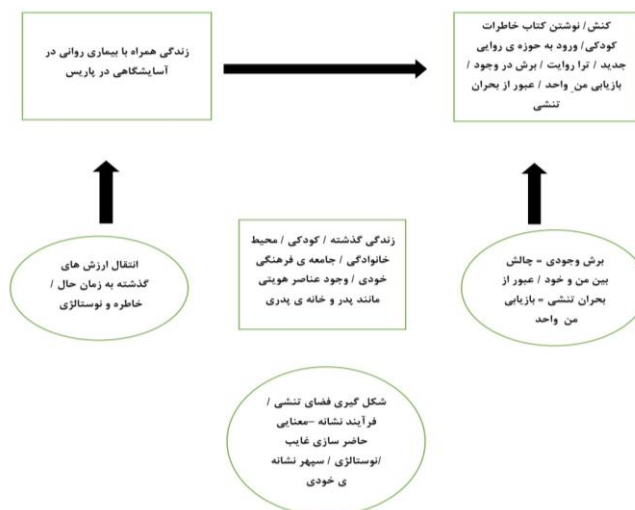 کنش/ نوشتن کتاب خاطرات
کودکی/ ورود به حوزه ی روایی
جدید / ترا روایت / برش در وجود /
بازیابی من ِ واحد / عبور از بحران
تنشی
زندگی همراه با بیماری روانی در
آسایشگاهی در پاریس
برش وجودی = چالش
بین من و خود / عبور از
بحران تنشی = بازیابی
من واحد
زندگی گذشته / کودکی / محیط
خانوادگی / جامعه ی فرهنگی
خودی / وجود عناصر هویتی
مانند پدر و خانه ی پدری
انتقال ارزش های
گذشته به زمان حال /
خاطره و نوستالژی
شکل گیری فضای تنشی /
فرآیند نشانه –معنایی
حاضر سازی غایب
/نوستالژی / سپهر نشانه
ی خودی